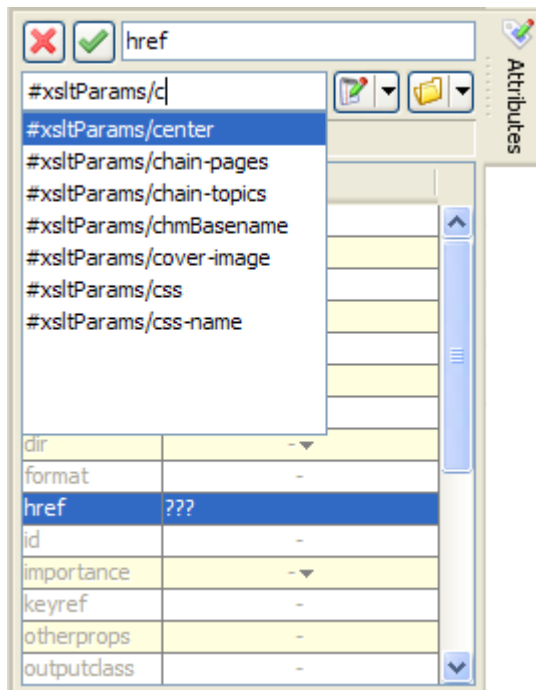 href
Attributes
#xsltParams/c
#xsltParams/center
#xsltParams/chain-pages
#xsltParams/chain-topics
#xsltParams/chmBasename
#xsltParams/cover-image
#xsltParams/css
#xsltParams/css-name
dir -
format -
href ???
id -
importance -
keyref -
otherprops -
outputclass -